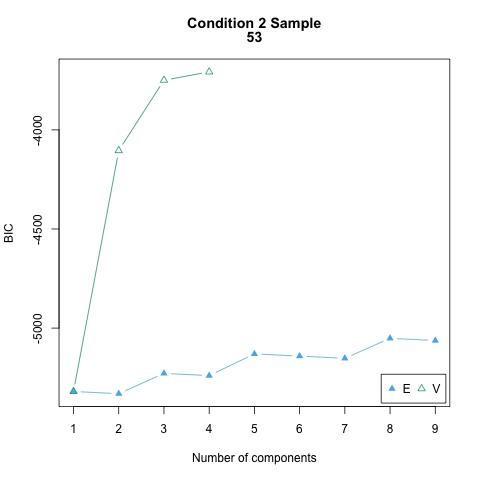 Condition 2 Sample
53
BIC
-4000
-4500
-5000
1 2 3 4 5 6 7 8 9
Number of components
E V